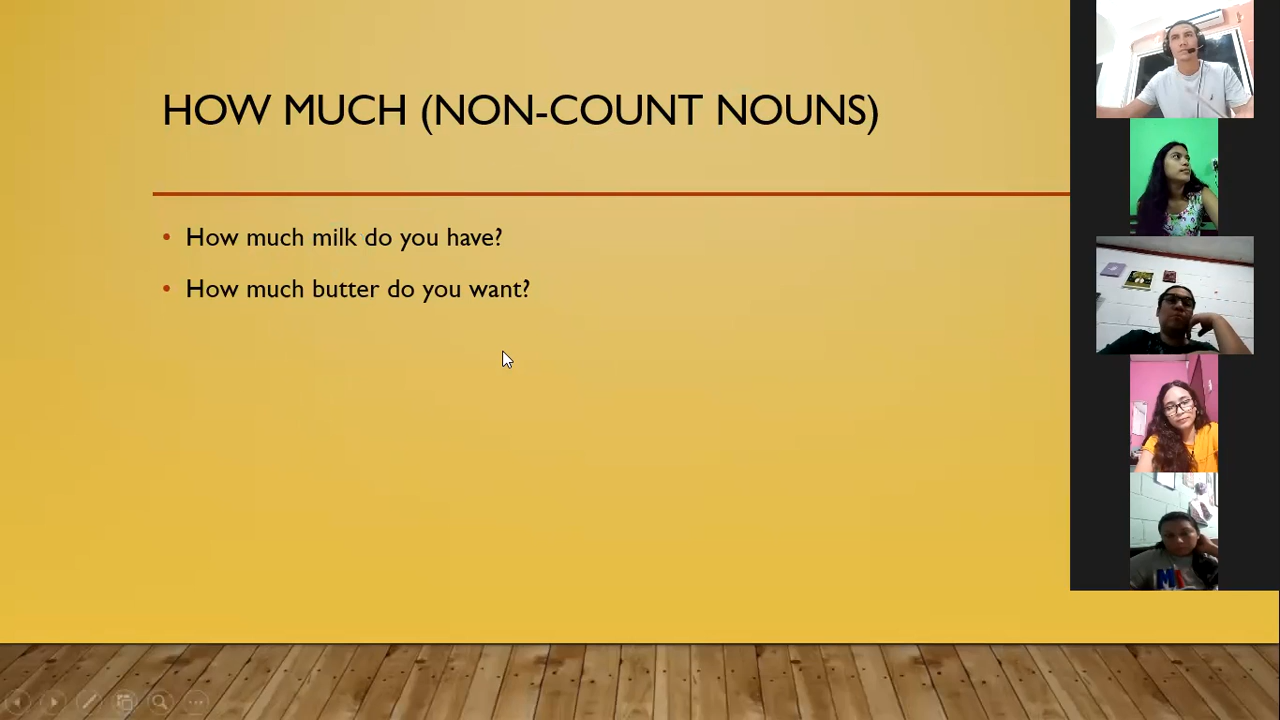 HOW MUCH (NON-COUNT NOUNS)
• How much milk do you have?
• How much butter do you want?